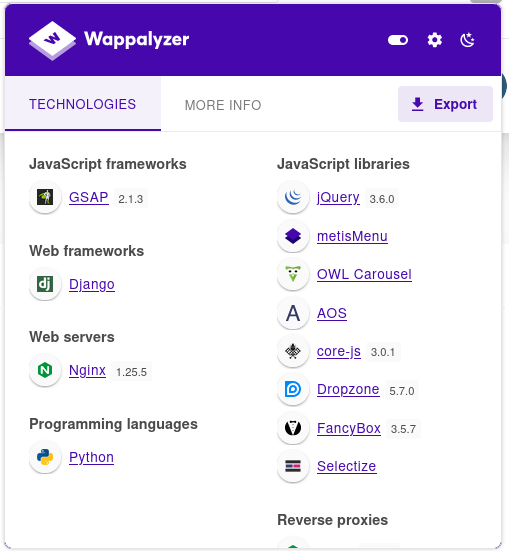 Wappalyzer
TECHNOLOGIES
MORE INFO
Export
JavaScript frameworks
GSAP 2.1.3
Web frameworks
Django
Web servers
Nginx 1.25.5
Programming languages
Python
JavaScript libraries
jQuery 3.6.0
metisMenu
OWL Carousel
AOS
core-js 3.0.1
Dropzone 5.7.0
FancyBox 3.5.7
Selectize
Reverse proxies